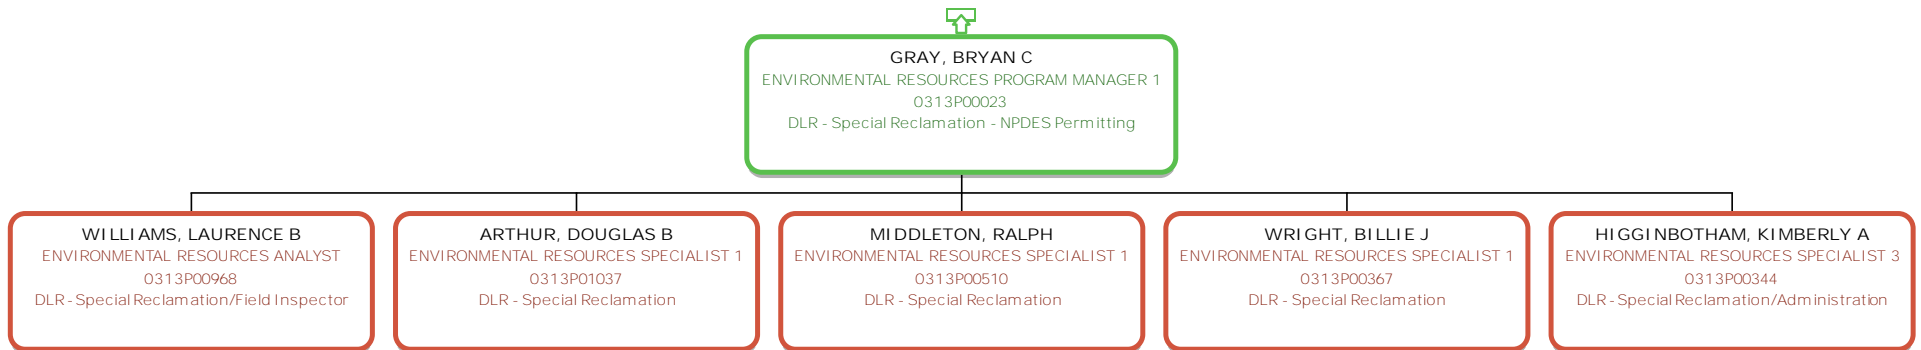 GRAY, BRYAN C
ENVIRONMENTAL RESOURCES PROGRAM MANAGER 1
0313P00023
DLR - Special Reclamation - NPDES Permitting
WILLIAMS, LAURENCE B
ENVIRONMENTAL RESOURCES ANALYST
0313P00968
DLR - Special Reclamation/Field Inspector
ARTHUR, DOUGLAS B
ENVIRONMENTAL RESOURCES SPECIALIST 1
0313P01037
DLR - Special Reclamation
MIDDLETON, RALPH
ENVIRONMENTAL RESOURCES SPECIALIST 1
0313P00510
DLR - Special Reclamation
WRIGHT, BILLIE J
ENVIRONMENTAL RESOURCES SPECIALIST 1
0313P00367
DLR - Special Reclamation
HIGGINBOTHAM, KIMBERLY A
ENVIRONMENTAL RESOURCES SPECIALIST 3
0313P00344
DLR - Special Reclamation/Administration